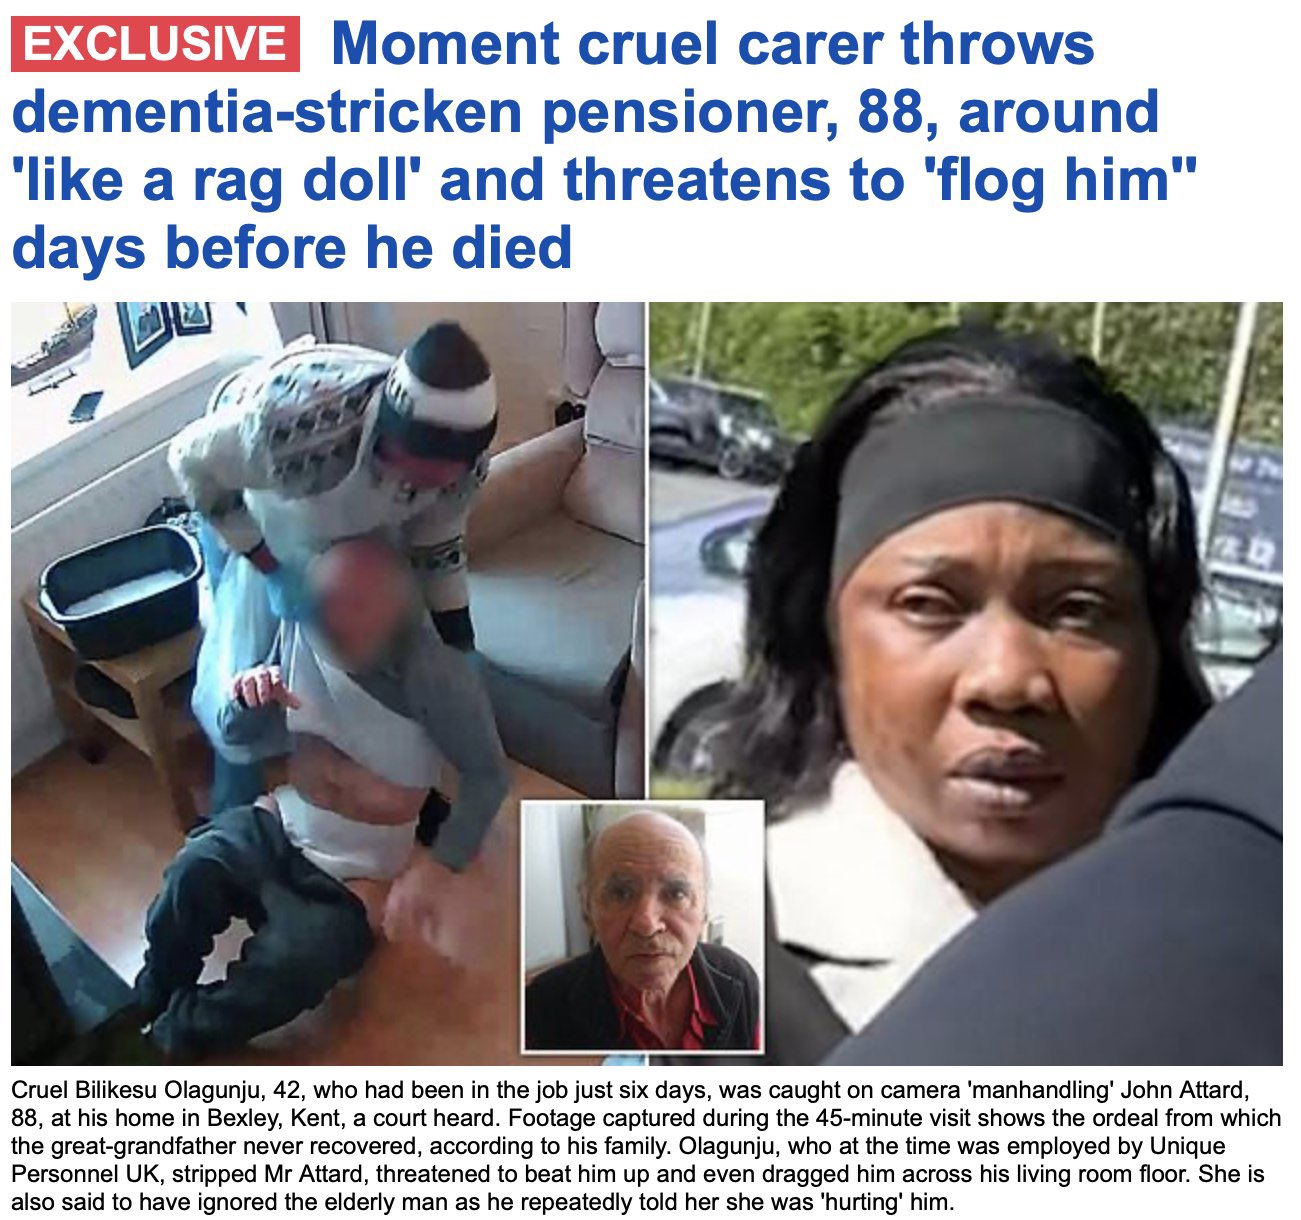 EXCLUSIVE Moment cruel carer throws
dementia-stricken pensioner, 88, around
'like a rag doll' and threatens to 'flog him"
days before he died
Cruel Bilikesu Olagunju, 42, who had been in the job just six days, was caught on camera 'manhandling' John Attard,
88, at his home in Bexley, Kent, a court heard. Footage captured during the 45-minute visit shows the ordeal from which
the great-grandfather never recovered, according to his family. Olagunju, who at the time was employed by Unique
Personnel UK, stripped Mr Attard, threatened to beat him up and even dragged him across his living room floor. She is
also said to have ignored the elderly man as he repeatedly told her she was 'hurting' him.